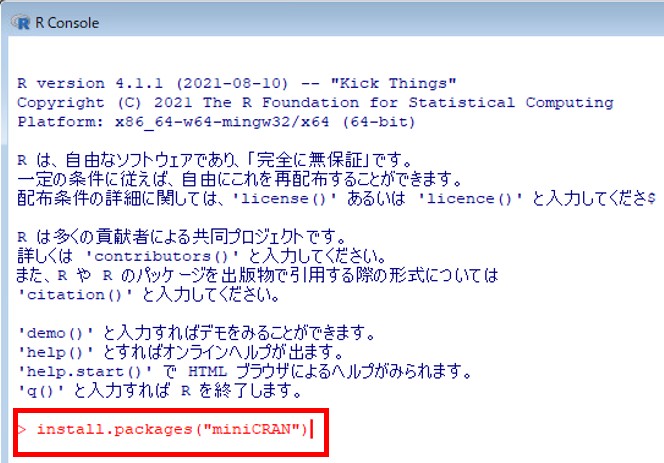 R Console
R version 4.1.1 (2021-08-10) -- "Kick Things"
Copyright (C) 2021 The R Foundation for Statistical Computing
Platform: x86_64-w64-mingw32/x64 (64-bit)
R は、自由なソフトウェアであり、「完全に無保証」です。
一定の条件に従えば、自由にこれを再配布することができます。
配布条件の詳細に関しては、'license()' あるいは 'licence()' と入力してくださ$
R は多くの貢献者による共同プロジェクトです。
詳しくは 'contributors()' と入力してください。
また、R や R のパッケージを出版物で引用する際の形式については
'citation()' と入力してください。
'demo()' と入力すればデモをみることができます。
'help()' とすればオンラインヘルプが出ます。
'help.start()' で HTML ブラウザによるヘルプがみられます。
'q()' と入力すれば R を終了します。
> install.packages("miniCRAN")